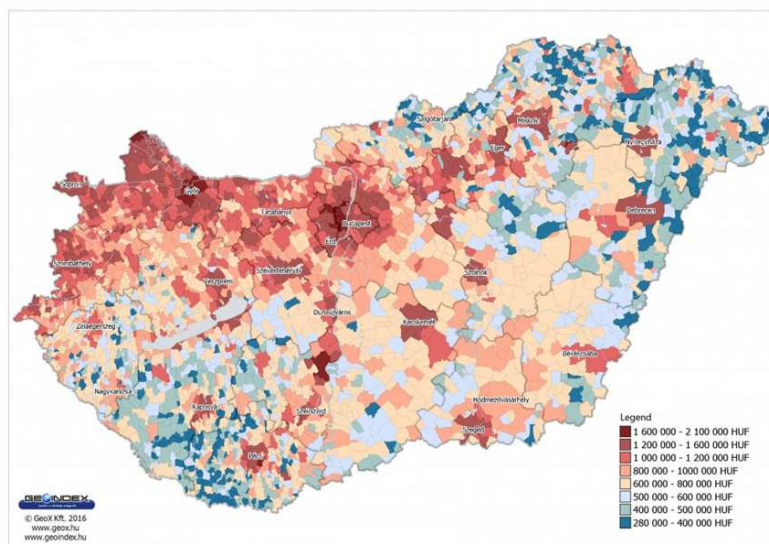 Salgótarján
Miskolc
Eger
Nyíregyháza
Sopron
Győr
Tatabánya
Budapest
Debrecen
Érd
Szombathely
Veszprém
Székesfehérvár
Szolnok
Dunaújváros
Zalaegerszeg
Kecskemét
Békéscsaba
Nagykanizsa
Kaposvár
Szekszárd
Hódmezővásárhely
Szeged
Pécs
Legend
1 600 000 - 2 100 000 HUF
1 200 000 - 1 600 000 HUF
1 000 000 - 1 200 000 HUF
800 000 - 1000 000 HUF
600 000 - 800 000 HUF
500 000 - 600 000 HUF
400 000 - 500 000 HUF
280 000 - 400 000 HUF
GEOINDEX
© GeoX Kft. 2016
www.geox.hu
www.geoindex.hu